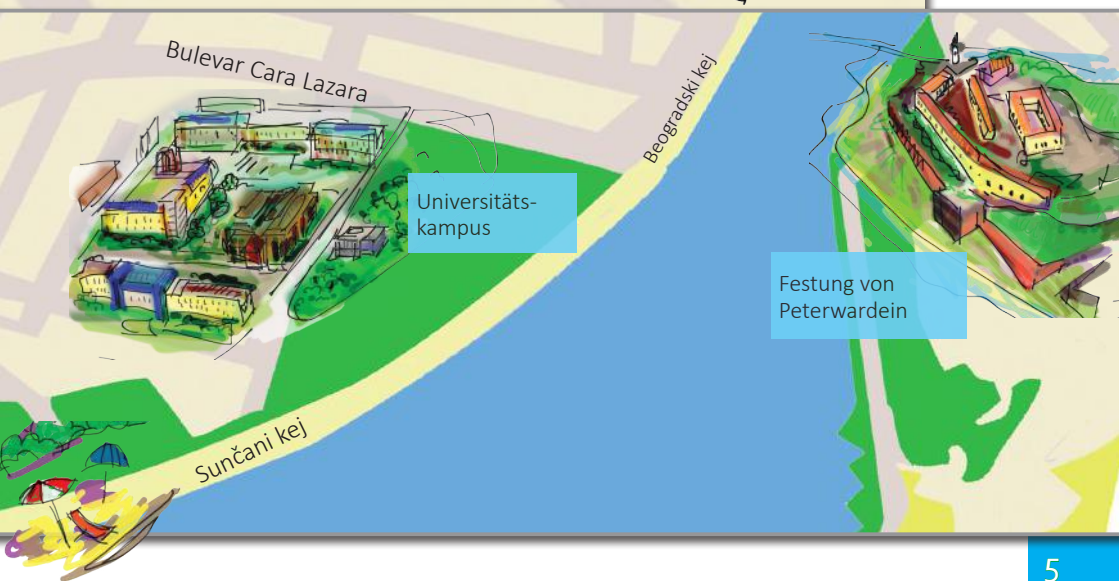 Bulevar Cara Lazara
Beogradski kej
Universitäts-
kampus
Festung von
Peterwardein
Sunčani kej
5